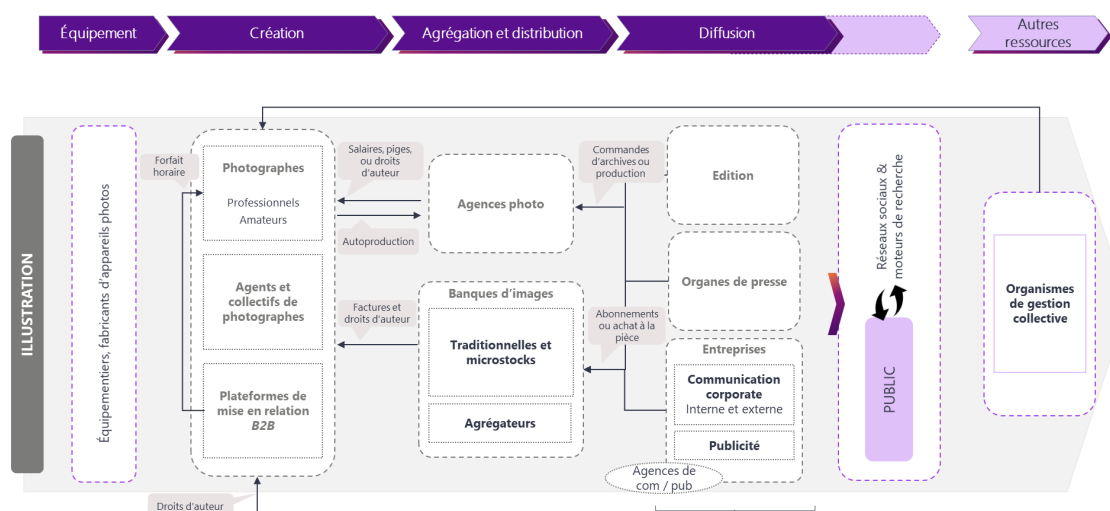 Équipement
Création
Agrégation et distribution
Diffusion
Autres
ressources
ILLUSTRATION
Équipementiers, fabricants d'appareils photos
Forfait
horaire
Photographes
Professionnels
Amateurs
Agents et
collectifs de
photographes
Plateformes de
mise en relation
B2B
Droits d'auteur
Salaires, piges,
ou droits
d'auteur
Autoproduction
Factures et
droits d'auteur
Agences photo
Banques d'images
Traditionnelles et
microstocks
Agrégateurs
Commandes
d'archives ou
production
Abonnements
ou achat à la
pièce
Edition
Organes de presse
Entreprises
Communication
corporate
Interne et externe
Publicité
Agences de
com / pub
Réseaux sociaux &
moteurs de recherche
PUBLIC
Organismes
de gestion
collective